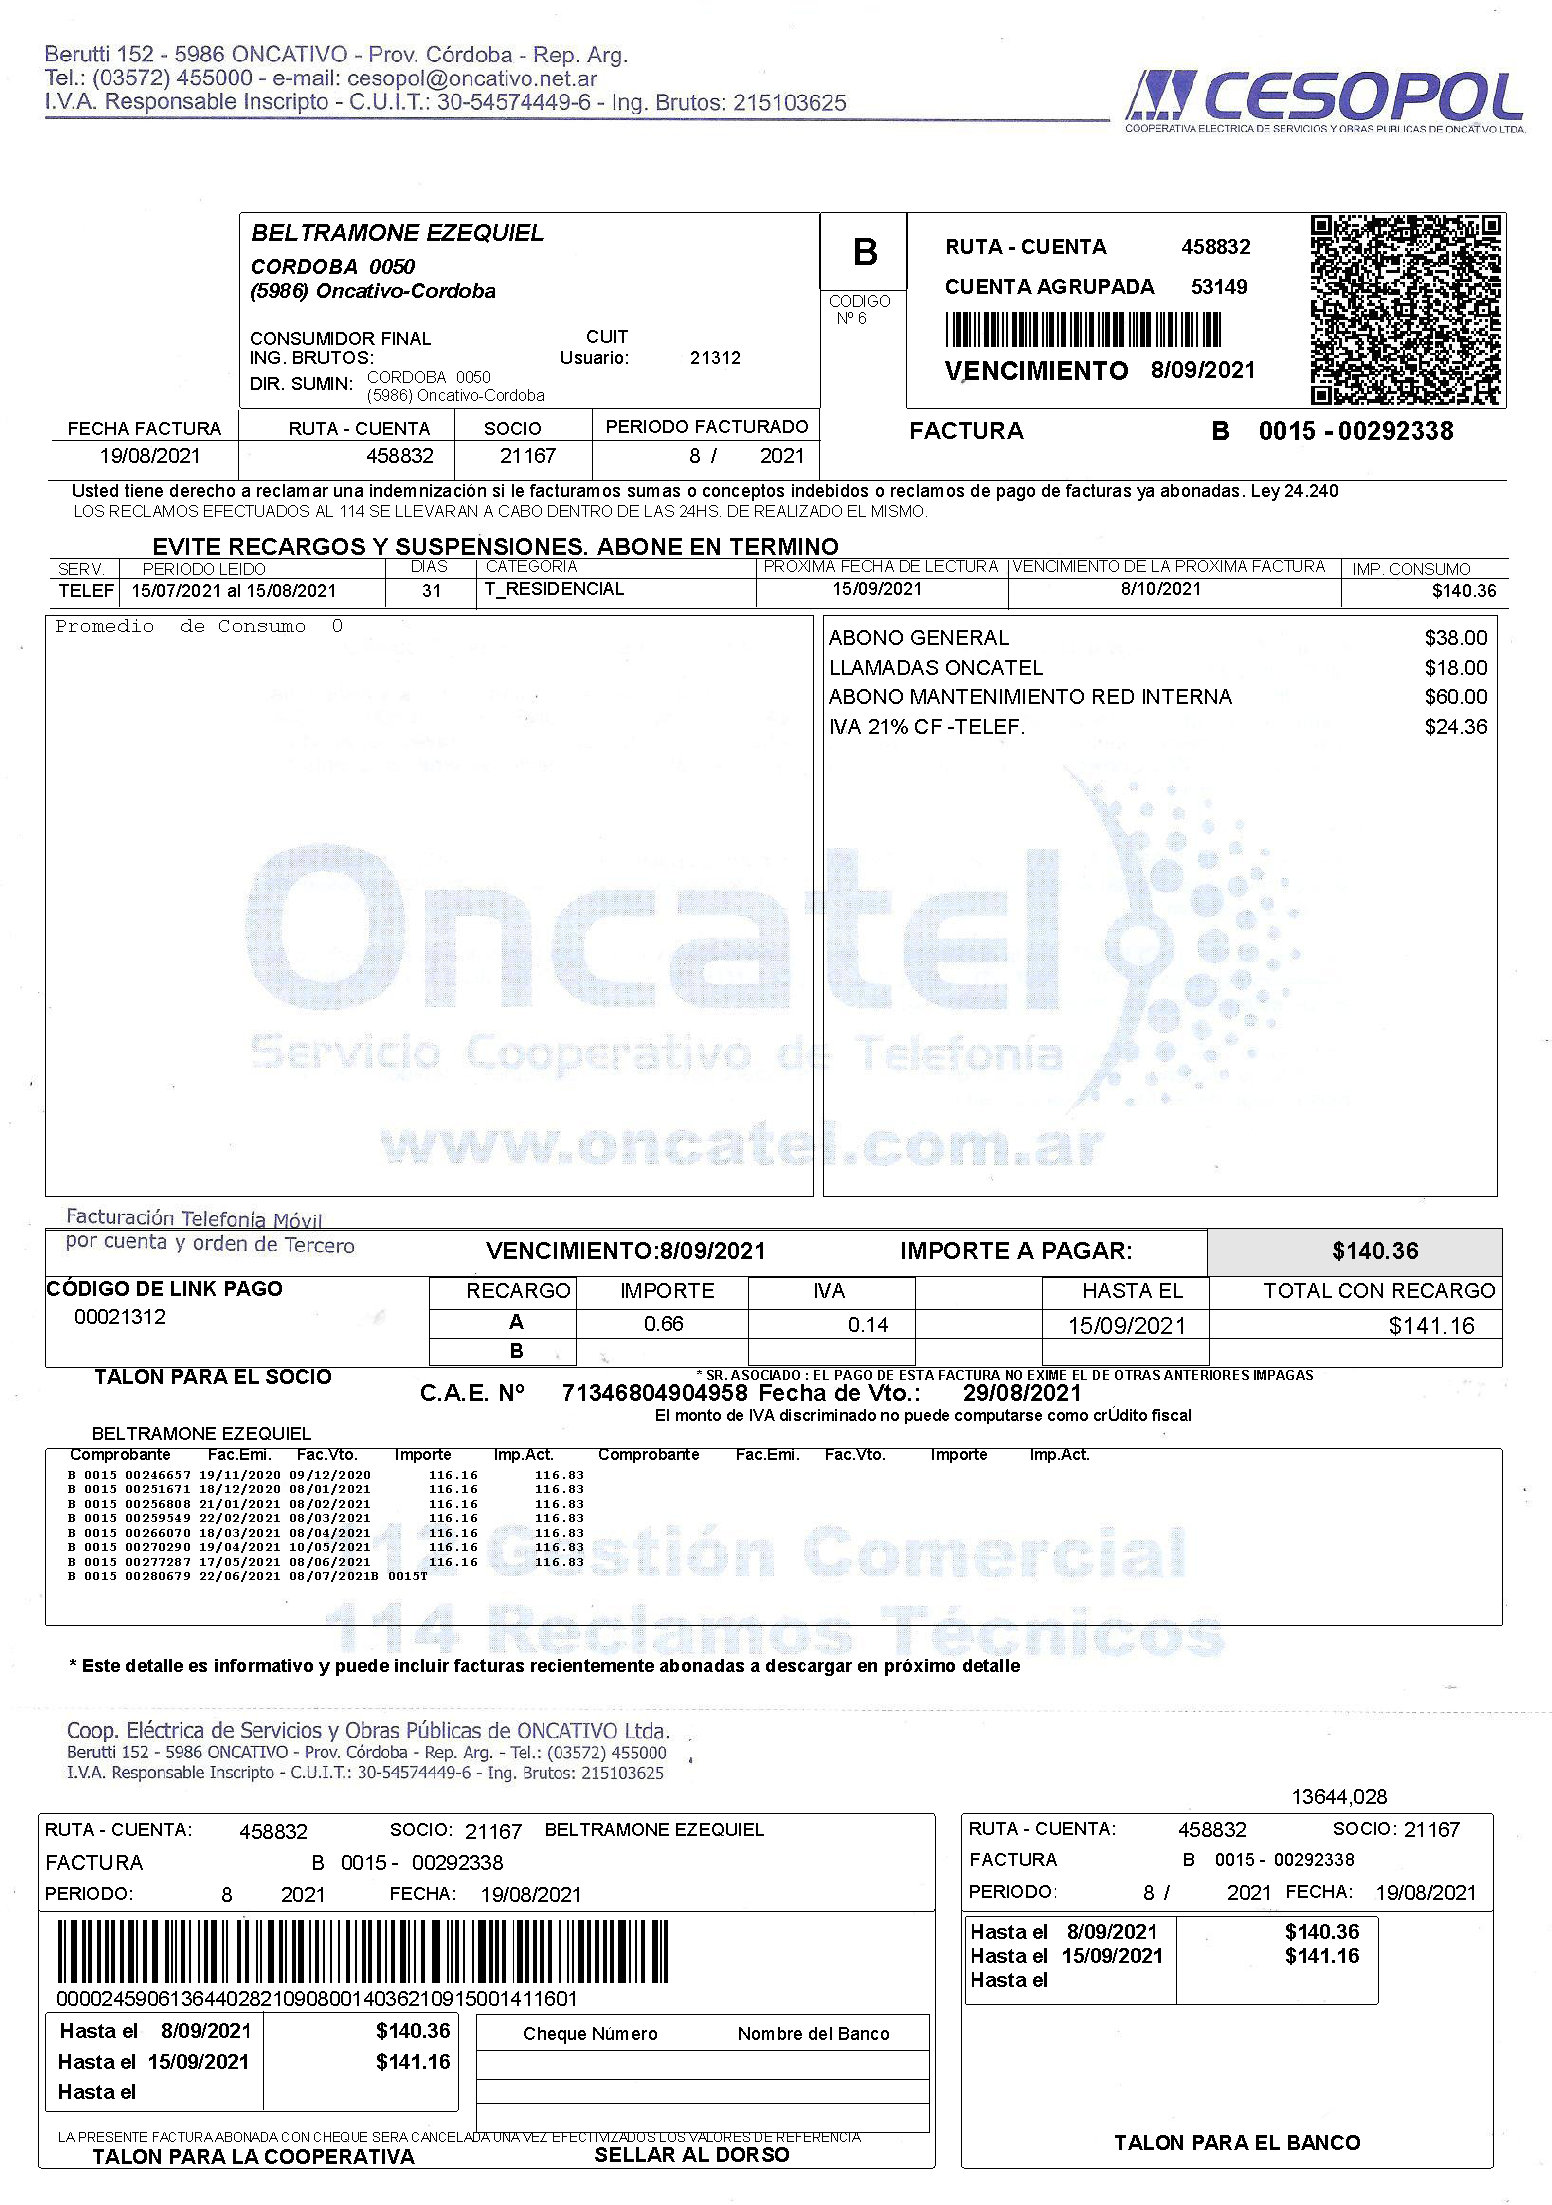 Berutti 152 - 5986 ONCATIVO - Prov. Córdoba - Rep. Arg.
Tel.: (03572) 455000 - e-mail: cesopol@oncativo.net.ar
I.V.A. Responsable Inscripto - C.U.I.T.: 30-54574449-6 - Ing. Brutos: 215103625
CESOPOL
COOPERATIVA ELECTRICA DE SERVICIOS Y OBRAS PUBLICAS DE ONCATIVO LTDA.
BELTRAMONE EZEQUIEL
CORDOBA 0050
(5986) Oncativo-Cordoba
CONSUMIDOR FINAL CUIT
ING. BRUTOS: Usuario: 21312
DIR. SUMIN: CORDOBA 0050
(5986) Oncativo-Cordoba
B
CODIGO
Nº 6
RUTA - CUENTA 458832
CUENTA AGRUPADA 53149
VENCIMIENTO 8/09/2021
FECHA FACTURA RUTA - CUENTA SOCIO PERIODO FACTURADO
19/08/2021 458832 21167 8 / 2021
FACTURA B 0015 - 00292338
Usted tiene derecho a reclamar una indemnización si le facturamos sumas o conceptos indebidos o reclamos de pago de facturas ya abonadas. Ley 24.240
LOS RECLAMOS EFECTUADOS AL 114 SE LLEVARAN A CABO DENTRO DE LAS 24HS. DE REALIZADO EL MISMO.
EVITE RECARGOS Y SUSPENSIONES. ABONE EN TERMINO
SERV. PERIODO LEIDO DIAS CATEGORIA PROXIMA FECHA DE LECTURA VENCIMIENTO DE LA PROXIMA FACTURA IMP. CONSUMO
TELEF 15/07/2021 al 15/08/2021 31 T_RESIDENCIAL 15/09/2021 8/10/2021 $140.36
Promedio de Consumo 0
ABONO GENERAL $38.00
LLAMADAS ONCATEL $18.00
ABONO MANTENIMIENTO RED INTERNA $60.00
IVA 21% CF -TELEF. $24.36
Oncatel
Servicio Cooperativo de Telefonía
www.oncatel.com.ar
Facturación Telefonía Móvil
por cuenta y orden de Tercero
VENCIMIENTO:8/09/2021 IMPORTE A PAGAR: $140.36
CÓDIGO DE LINK PAGO
00021312
RECARGO IMPORTE IVA HASTA EL TOTAL CON RECARGO
A 0.66 0.14 15/09/2021 $141.16
B
TALON PARA EL SOCIO
* SR. ASOCIADO : EL PAGO DE ESTA FACTURA NO EXIME EL DE OTRAS ANTERIORES IMPAGAS
C.A.E. Nº 71346804904958 Fecha de Vto.: 29/08/2021
El monto de IVA discriminado no puede computarse como crÚdito fiscal
BELTRAMONE EZEQUIEL
Comprobante Fac.Emi. Fac.Vto. Importe Imp.Act. Comprobante Fac.Emi. Fac.Vto. Importe Imp.Act.
B 0015 00246657 19/11/2020 09/12/2020 116.16 116.83
B 0015 00251671 18/12/2020 08/01/2021 116.16 116.83
B 0015 00256808 21/01/2021 08/02/2021 116.16 116.83
B 0015 00259549 22/02/2021 08/03/2021 116.16 116.83
B 0015 00266070 18/03/2021 08/04/2021 116.16 116.83
B 0015 00270290 19/04/2021 10/05/2021 116.16 116.83
B 0015 00277287 17/05/2021 08/06/2021 116.16 116.83
B 0015 00280679 22/06/2021 08/07/2021B 0015T
112 Gestión Comercial
114 Reclamos Técnicos
* Este detalle es informativo y puede incluir facturas recientemente abonadas a descargar en próximo detalle
Coop. Eléctrica de Servicios y Obras Públicas de ONCATIVO Ltda.
Berutti 152 - 5986 ONCATIVO - Prov. Córdoba - Rep. Arg. - Tel.: (03572) 455000
I.V.A. Responsable Inscripto - C.U.I.T.: 30-54574449-6 - Ing. Brutos: 215103625
13644,028
RUTA - CUENTA: 458832 SOCIO: 21167 BELTRAMONE EZEQUIEL
FACTURA B 0015 - 00292338
PERIODO: 8 2021 FECHA: 19/08/2021
000024590613644028210908001403621091500141160​1
Hasta el 8/09/2021 $140.36
Hasta el 15/09/2021 $141.16
Hasta el
Cheque Número Nombre del Banco
LA PRESENTE FACTURA ABONADA CON CHEQUE SERA CANCELADA UNA VEZ EFECTIVIZADOS LOS VALORES DE REFERENCIA
TALON PARA LA COOPERATIVA SELLAR AL DORSO
RUTA - CUENTA: 458832 SOCIO: 21167
FACTURA B 0015 - 00292338
PERIODO: 8 / 2021 FECHA: 19/08/2021
Hasta el 8/09/2021 $140.36
Hasta el 15/09/2021 $141.16
Hasta el
TALON PARA EL BANCO